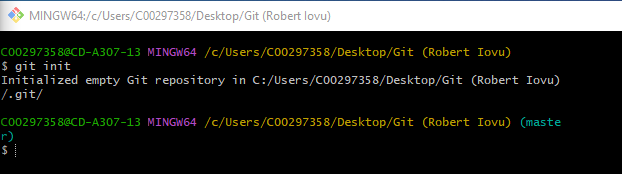 MINGW64:/c/Users/C00297358/Desktop/Git (Robert Iovu)
C00297358@CD-A307-13 MINGW64 /c/Users/C00297358/Desktop/Git (Robert Iovu)
$ git init
Initialized empty Git repository in C:/Users/C00297358/Desktop/Git (Robert Iovu)
/.git/
C00297358@CD-A307-13 MINGW64 /c/Users/C00297358/Desktop/Git (Robert Iovu) (maste
r)
$